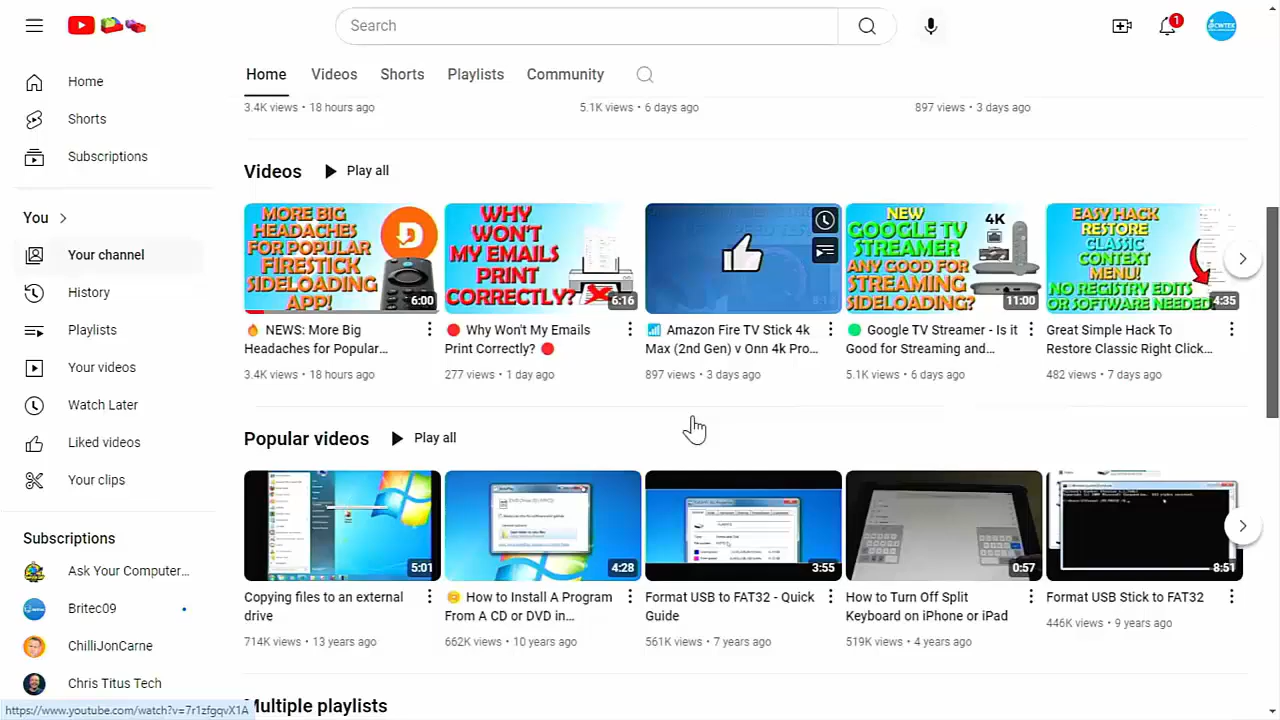 Search
1
Home
Videos
Shorts
Playlists
Community
Home
Shorts
Subscriptions
You
Your channel
History
Playlists
Your videos
Watch Later
Liked videos
Your clips
Subscriptions
Ask Your Computer...
Britec09
ChilliJonCarne
Chris Titus Tech
3.4K views • 18 hours ago
5.1K views • 6 days ago
897 views • 3 days ago
Videos
Play all
MORE BIG
HEADACHES
FOR POPULAR
FIRESTICK
SIDELOADING
APP!
6:00
WHY
WON'T
MY EMAILS
PRINT
CORRECTLY?
6:16
NEW
GOOGLE TV
STREAMER
ANY GOOD FOR
STREAMING
SIDELOADING?
4K
11:00
EASY HACK
RESTORE
CLASSIC
CONTEXT
MENU!
NO REGISTRY EDITS
OR SOFTWARE NEEDED
4:35
🔥 NEWS: More Big
Headaches for Popular...
3.4K views • 18 hours ago
🔴 Why Won't My Emails
Print Correctly? 🔴
277 views • 1 day ago
📶 Amazon Fire TV Stick 4k
Max (2nd Gen) v Onn 4k Pro...
897 views • 3 days ago
🟢 Google TV Streamer - Is it
Good for Streaming and...
5.1K views • 6 days ago
Great Simple Hack To
Restore Classic Right Click...
482 views • 7 days ago
Popular videos
Play all
5:01
4:28
3:55
0:57
8:51
Copying files to an external
drive
714K views • 13 years ago
How to Install A Program
From A CD or DVD in...
662K views • 10 years ago
Format USB to FAT32 - Quick
Guide
561K views • 7 years ago
How to Turn Off Split
Keyboard on iPhone or iPad
519K views • 4 years ago
Format USB Stick to FAT32
446K views • 9 years ago
Multiple playlists
https://www.youtube.com/watch?v=7r1zfgqvX1A